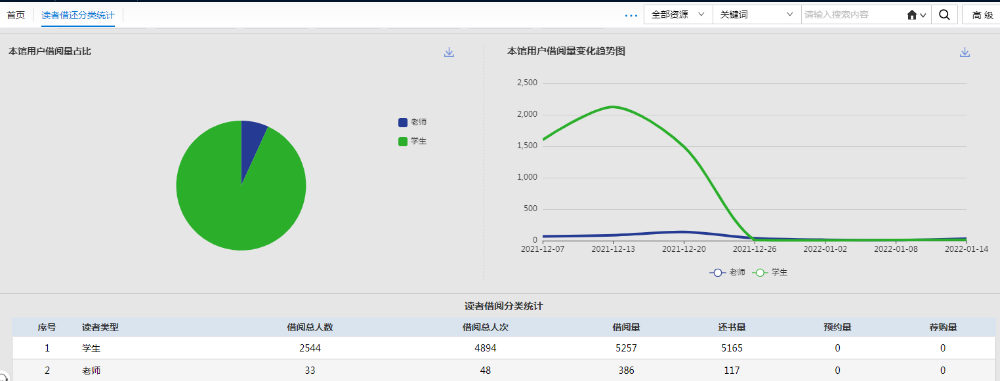 首页 读者借还分类统计 ... 全部资源 关键词 请输入搜索内容 高 级
本馆用户借阅量占比
老师
学生
本馆用户借阅量变化趋势图
2,500
2,000
1,500
1,000
500
0
2021-12-07 2021-12-13 2021-12-20 2021-12-26 2022-01-02 2022-01-08 2022-01-14
老师 学生
读者借阅分类统计
序号 读者类型 借阅总人数 借阅总人次 借阅量 还书量 预约量 荐购量
1 学生 2544 4894 5257 5165 0 0
2 老师 33 48 386 117 0 0